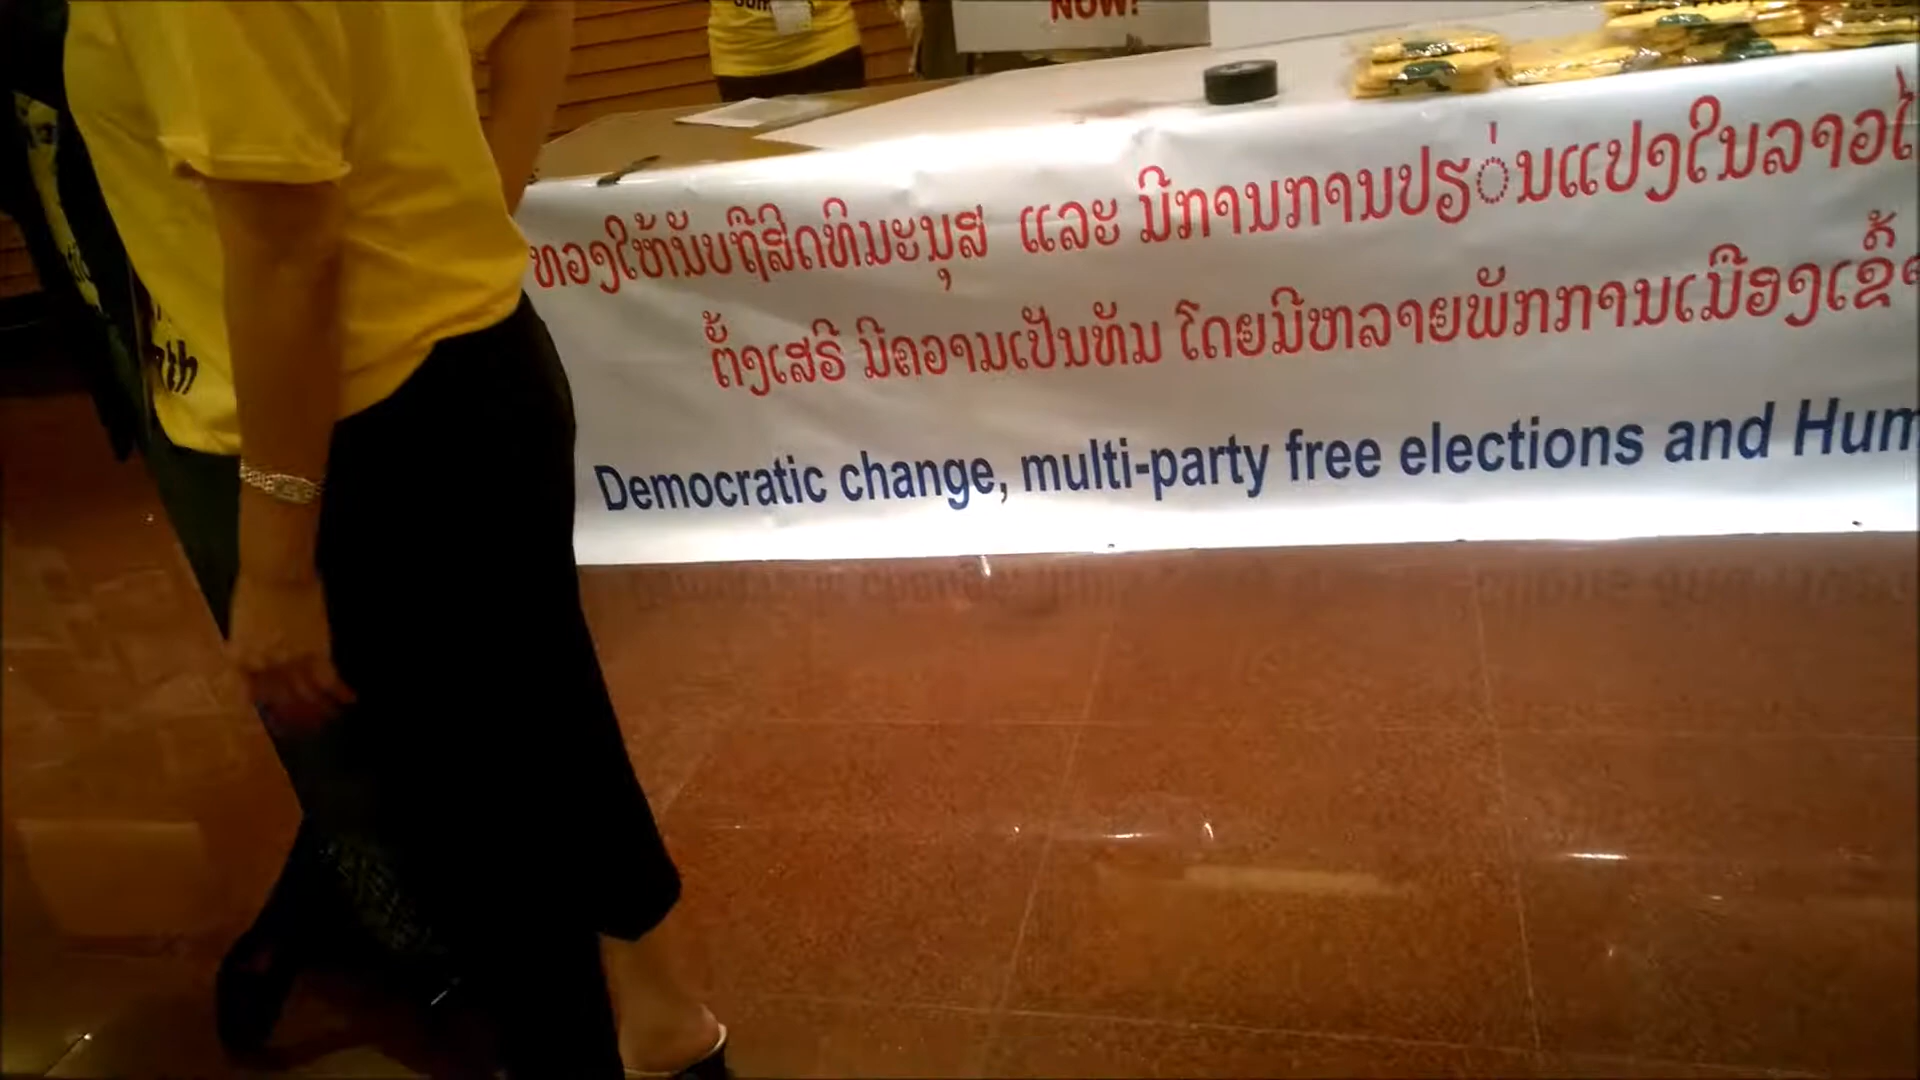 NOW!
ທອງໃຫ້ນັບຖືສິດທິມະນຸສ ແລະ ມີການການປຽ່ນແປງໃນລາວ
ຕັ້ງເສຣີ ມີຄວາມເປັນທັມ ໂດຍມີຫລາຍພັກການເມືອງເຂົ້
Democratic change, multi-party free elections and Hum